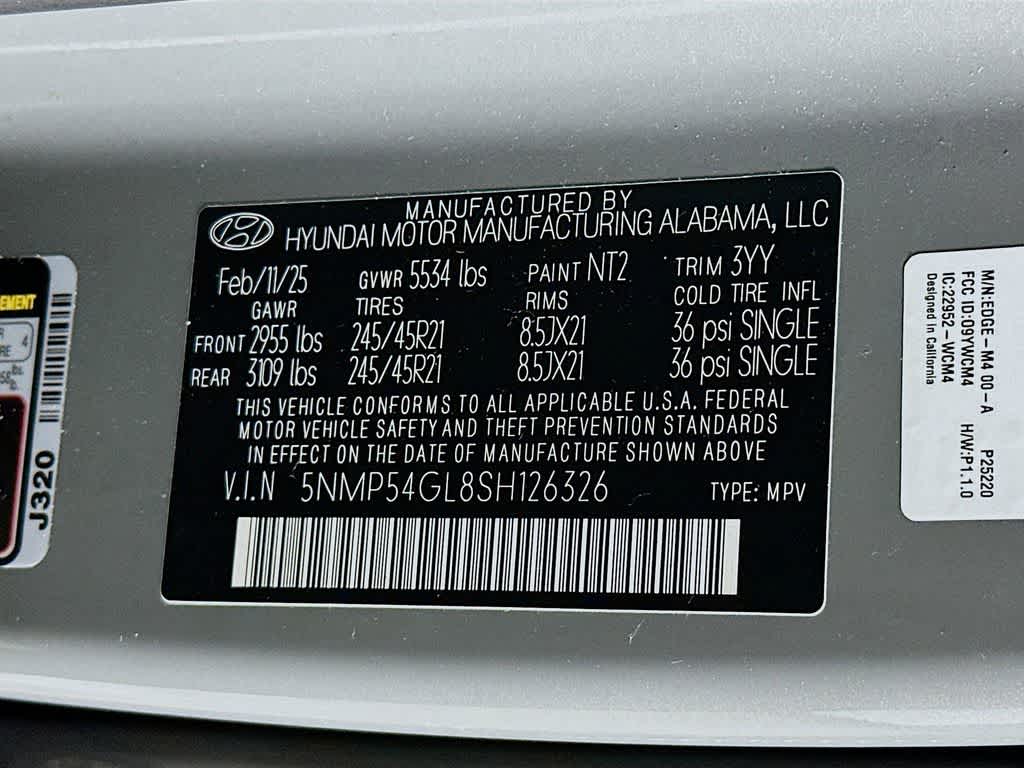 MANUFACTURED BY
HYUNDAI MOTOR MANUFACTURING ALABAMA, LLC
Feb/11/25 GVWR 5534 lbs PAINT NT2 TRIM 3YY
GAWR TIRES RIMS COLD TIRE INFL
FRONT 2955 lbs 245/45R21 8.5JX21 36 psi SINGLE
REAR 3109 lbs 245/45R21 8.5JX21 36 psi SINGLE
THIS VEHICLE CONFORMS TO ALL APPLICABLE U.S.A. FEDERAL
MOTOR VEHICLE SAFETY AND THEFT PREVENTION STANDARDS
IN EFFECT ON THE DATE OF MANUFACTURE SHOWN ABOVE
V.I.N 5NMP54GL8SH126326 TYPE: MPV
J320
4
M/N:EDGE-M4 00-A P25220
FCC ID:O9YWCM4 H/W:P1.1.0
IC:22952-WCM4
Designed in California